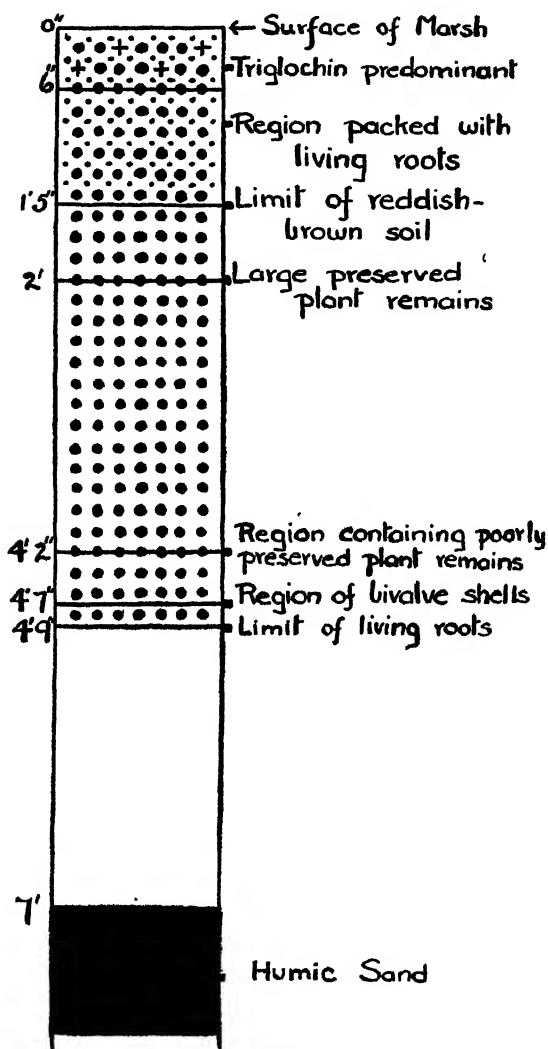 0" ← Surface of Marsh
Triglochin predominant
6"
Region packed with
living roots
1'5" Limit of reddish-
brown soil
2' Large preserved
plant remains
4'2" Region containing poorly
preserved plant remains
4'7" Region of bivalve shells
4'9' Limit of living roots
7'
Humic Sand